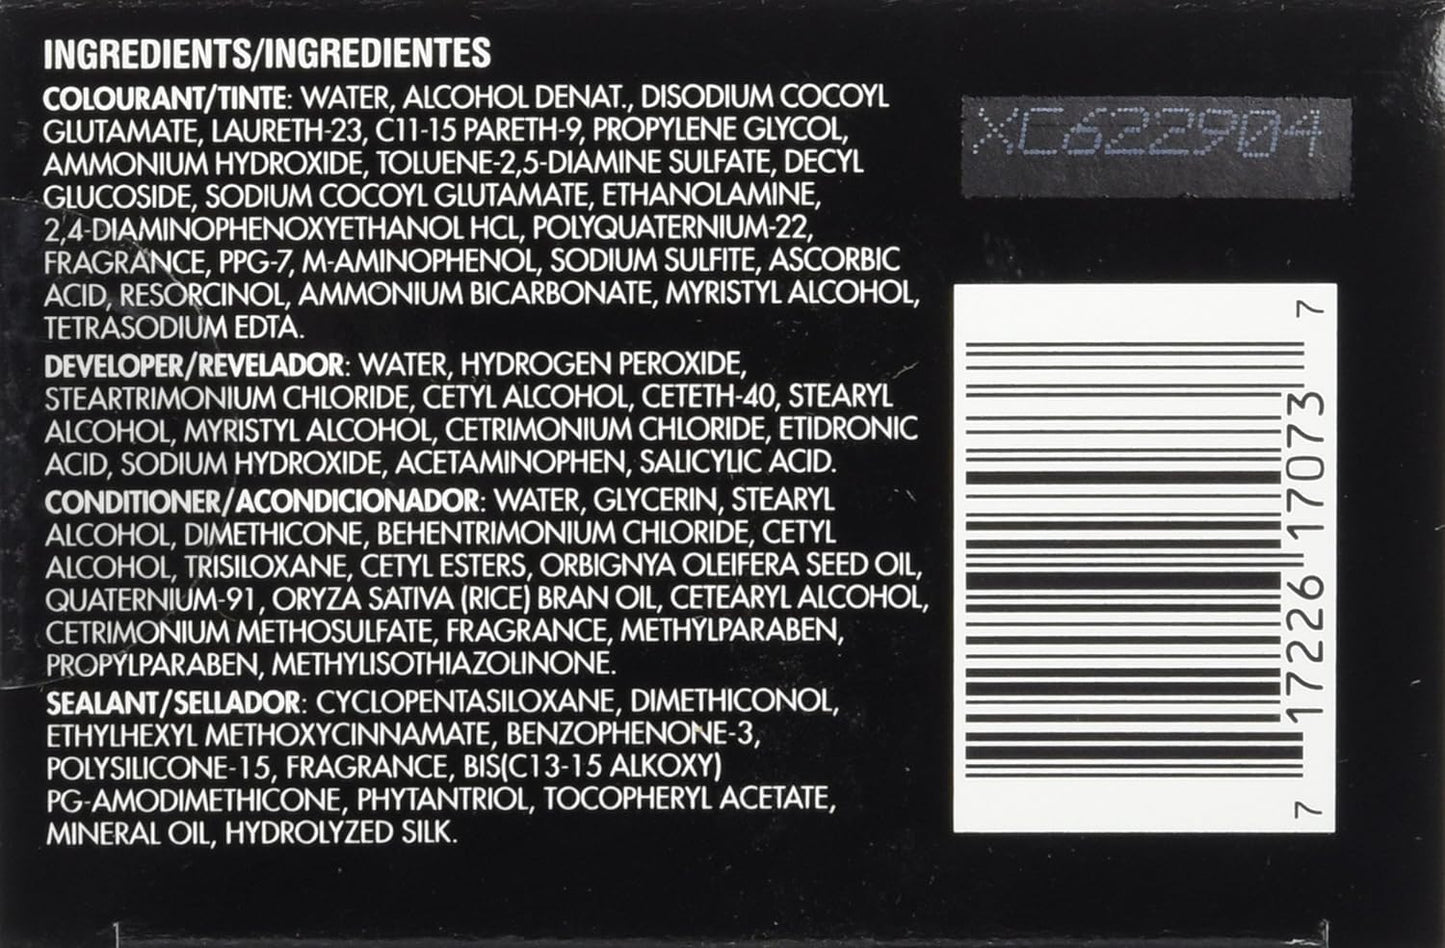 INGREDIENTS/INGREDIENTES
COLOURANT/TINTE: WATER, ALCOHOL DENAT., DISODIUM COCOYL
GLUTAMATE, LAURETH-23, C11-15 PARETH-9, PROPYLENE GLYCOL,
AMMONIUM HYDROXIDE, TOLUENE-2,5-DIAMINE SULFATE, DECYL
GLUCOSIDE, SODIUM COCOYL GLUTAMATE, ETHANOLAMINE,
2,4-DIAMINOPHENOXYETHANOL HCL, POLYQUATERNIUM-22,
FRAGRANCE, PPG-7, M-AMINOPHENOL, SODIUM SULFITE, ASCORBIC
ACID, RESORCINOL, AMMONIUM BICARBONATE, MYRISTYL ALCOHOL,
TETRASODIUM EDTA.
DEVELOPER/REVELADOR: WATER, HYDROGEN PEROXIDE,
STEARTRIMONIUM CHLORIDE, CETYL ALCOHOL, CETETH-40, STEARYL
ALCOHOL, MYRISTYL ALCOHOL, CETRIMONIUM CHLORIDE, ETIDRONIC
ACID, SODIUM HYDROXIDE, ACETAMINOPHEN, SALICYLIC ACID.
CONDITIONER/ACONDICIONADOR: WATER, GLYCERIN, STEARYL
ALCOHOL, DIMETHICONE, BEHENTRIMONIUM CHLORIDE, CETYL
ALCOHOL, TRISILOXANE, CETYL ESTERS, ORBIGNYA OLEIFERA SEED OIL,
QUATERNIUM-91, ORYZA SATIVA (RICE) BRAN OIL, CETEARYL ALCOHOL,
CETRIMONIUM METHOSULFATE, FRAGRANCE, METHYLPARABEN,
PROPYLPARABEN, METHYLISOTHIAZOLINONE.
SEALANT/SELLADOR: CYCLOPENTASILOXANE, DIMETHICONOL,
ETHYLHEXYL METHOXYCINNAMATE, BENZOPHENONE-3,
POLYSILICONE-15, FRAGRANCE, BIS(C13-15 ALKOXY)
PG-AMODIMETHICONE, PHYTANTRIOL, TOCOPHERYL ACETATE,
MINERAL OIL, HYDROLYZED SILK.
XC622904
7 17226 17073 7